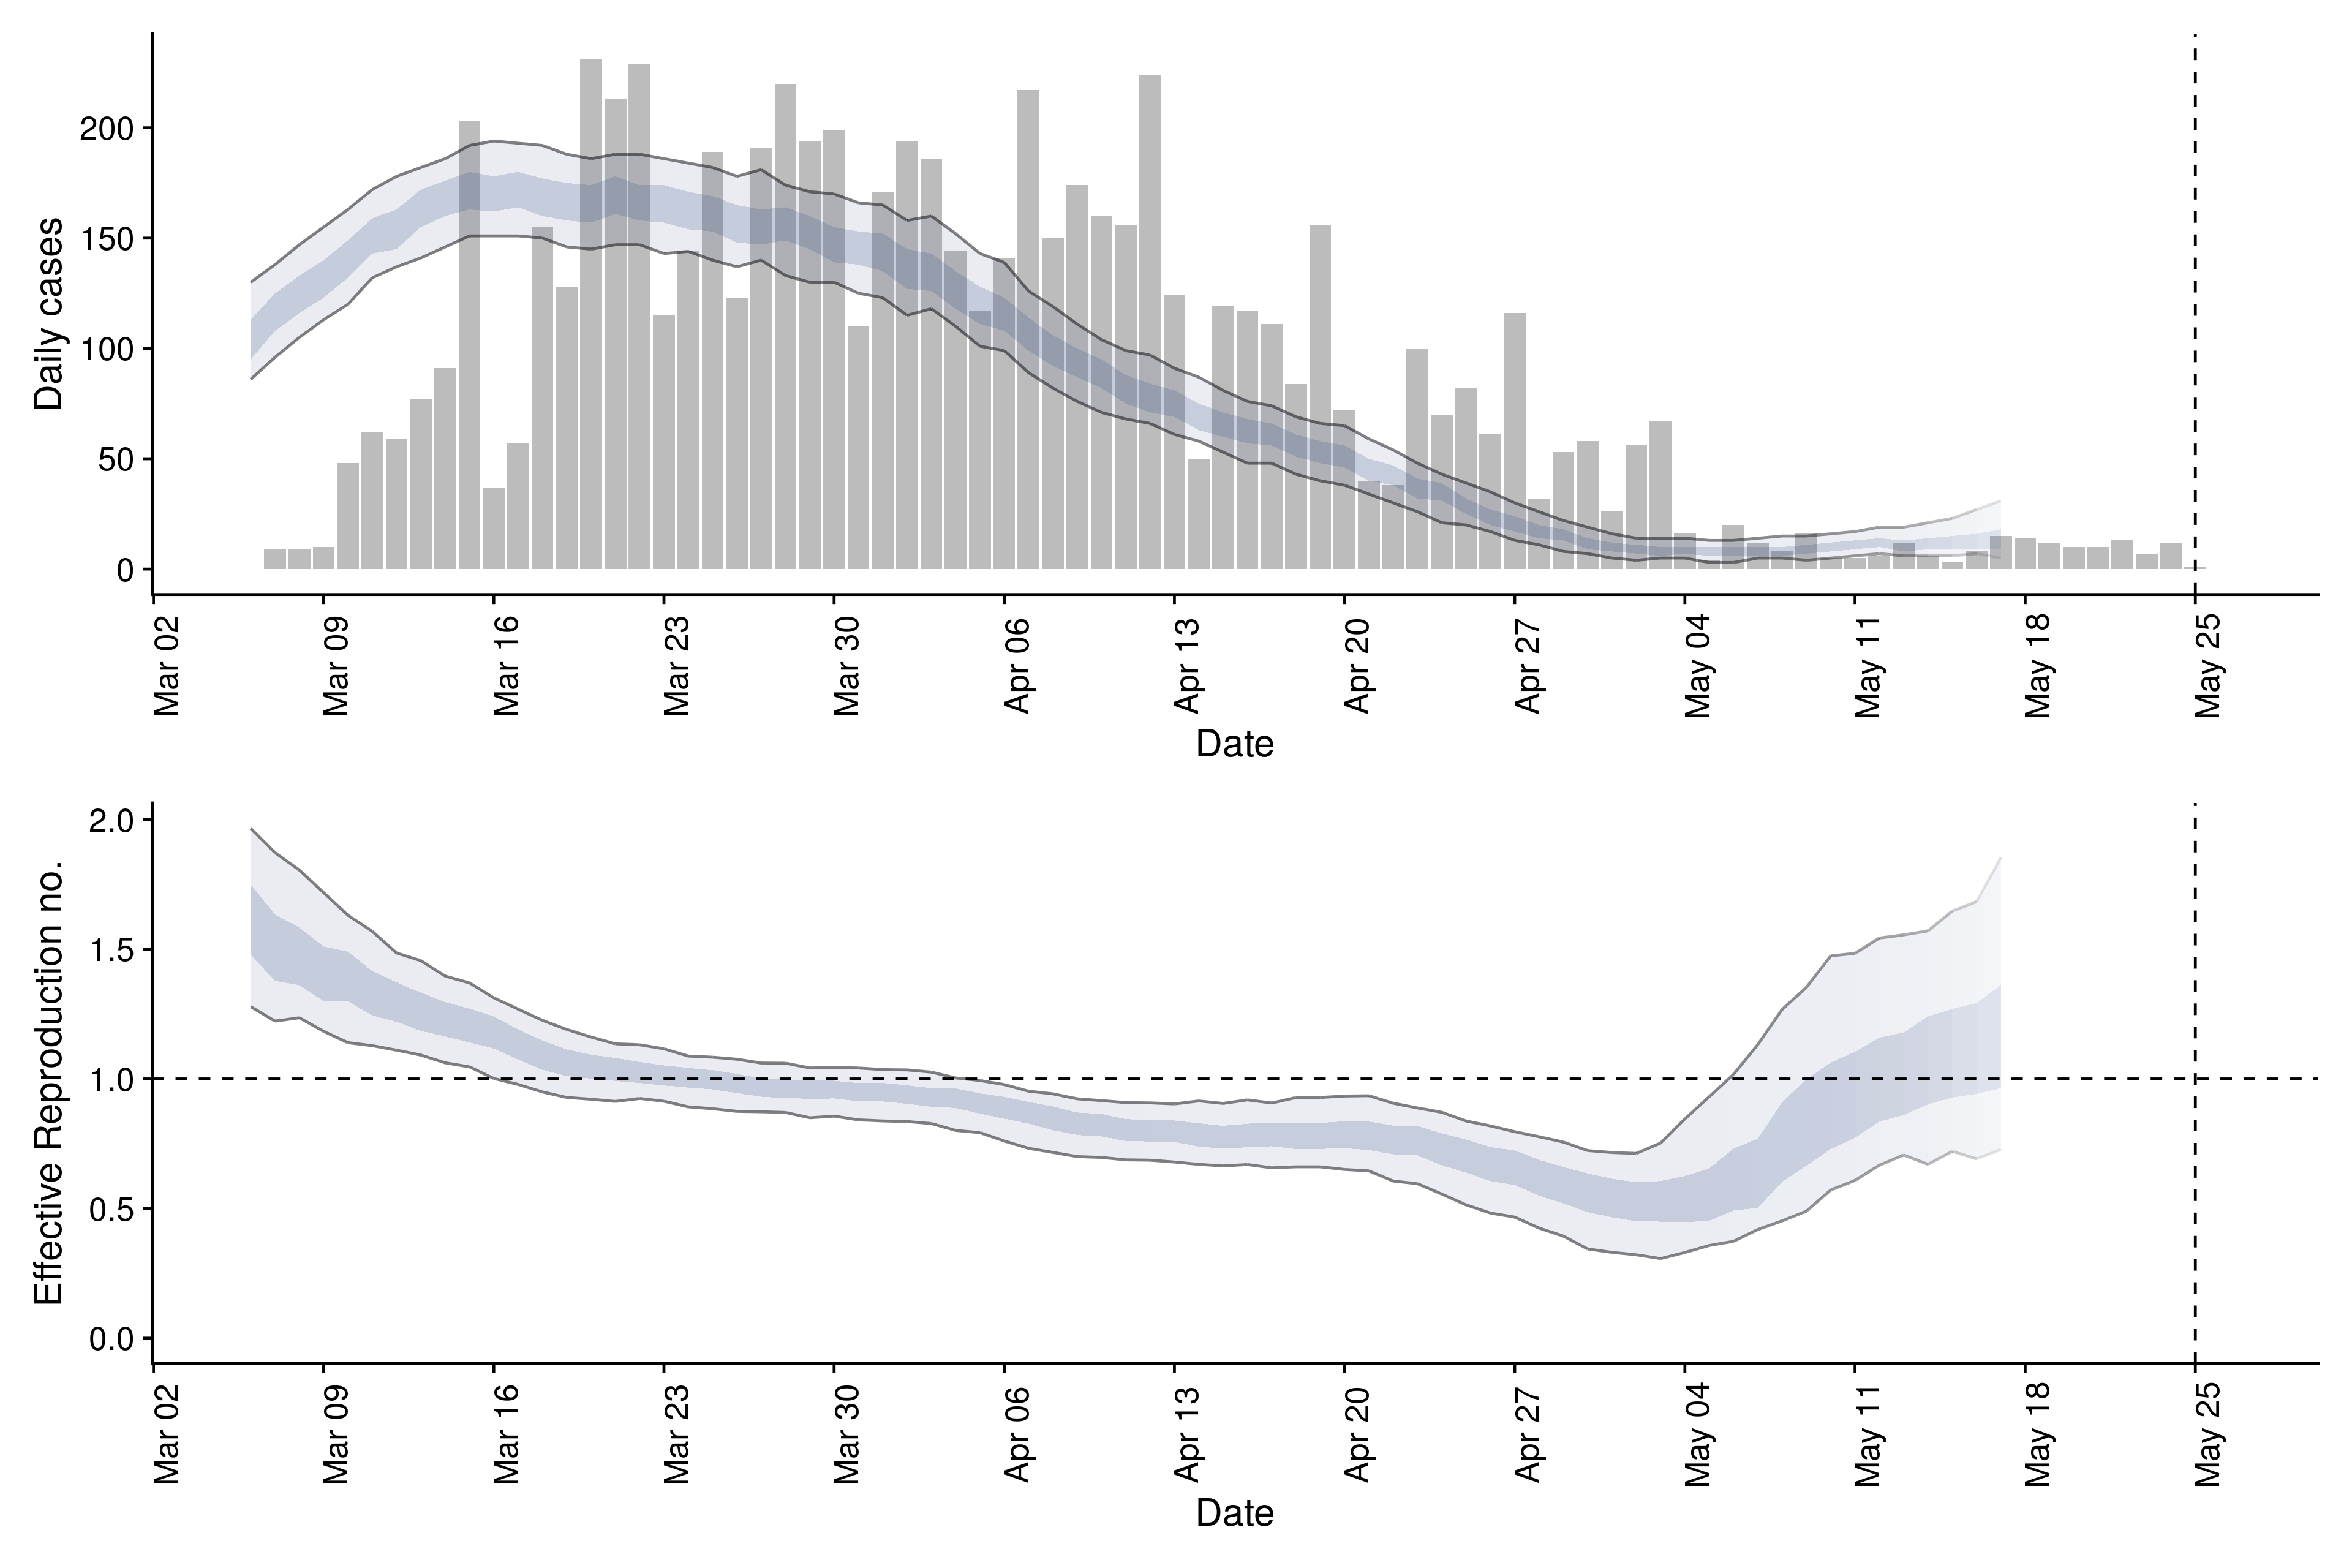 Daily cases
200
150
100
50
0
Mar 02
Mar 09
Mar 16
Mar 23
Mar 30
Apr 06
Apr 13
Apr 20
Apr 27
May 04
May 11
May 18
May 25
Date
Effective Reproduction no.
2.0
1.5
1.0
0.5
0.0
Mar 02
Mar 09
Mar 16
Mar 23
Mar 30
Apr 06
Apr 13
Apr 20
Apr 27
May 04
May 11
May 18
May 25
Date